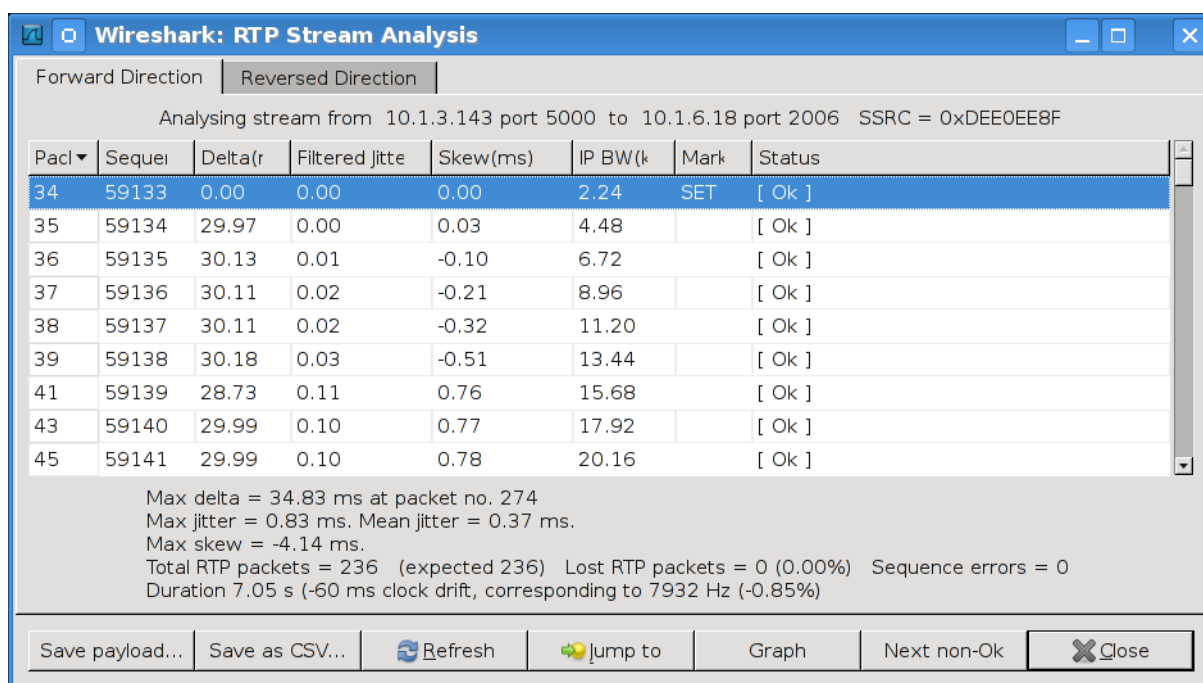 Wireshark: RTP Stream Analysis
Forward Direction Reversed Direction
Analysing stream from 10.1.3.143 port 5000 to 10.1.6.18 port 2006 SSRC = 0xDEE0EE8F
Pacl Sequei Delta(r Filtered Jitte Skew(ms) IP BW(k Mark Status
34 59133 0.00 0.00 0.00 2.24 SET [ Ok ]
35 59134 29.97 0.00 0.03 4.48 [ Ok ]
36 59135 30.13 0.01 -0.10 6.72 [ Ok ]
37 59136 30.11 0.02 -0.21 8.96 [ Ok ]
38 59137 30.11 0.02 -0.32 11.20 [ Ok ]
39 59138 30.18 0.03 -0.51 13.44 [ Ok ]
41 59139 28.73 0.11 0.76 15.68 [ Ok ]
43 59140 29.99 0.10 0.77 17.92 [ Ok ]
45 59141 29.99 0.10 0.78 20.16 [ Ok ]
Max delta = 34.83 ms at packet no. 274
Max jitter = 0.83 ms. Mean jitter = 0.37 ms.
Max skew = -4.14 ms.
Total RTP packets = 236 (expected 236) Lost RTP packets = 0 (0.00%) Sequence errors = 0
Duration 7.05 s (-60 ms clock drift, corresponding to 7932 Hz (-0.85%)
Save payload... Save as CSV... Refresh Jump to Graph Next non-Ok Close